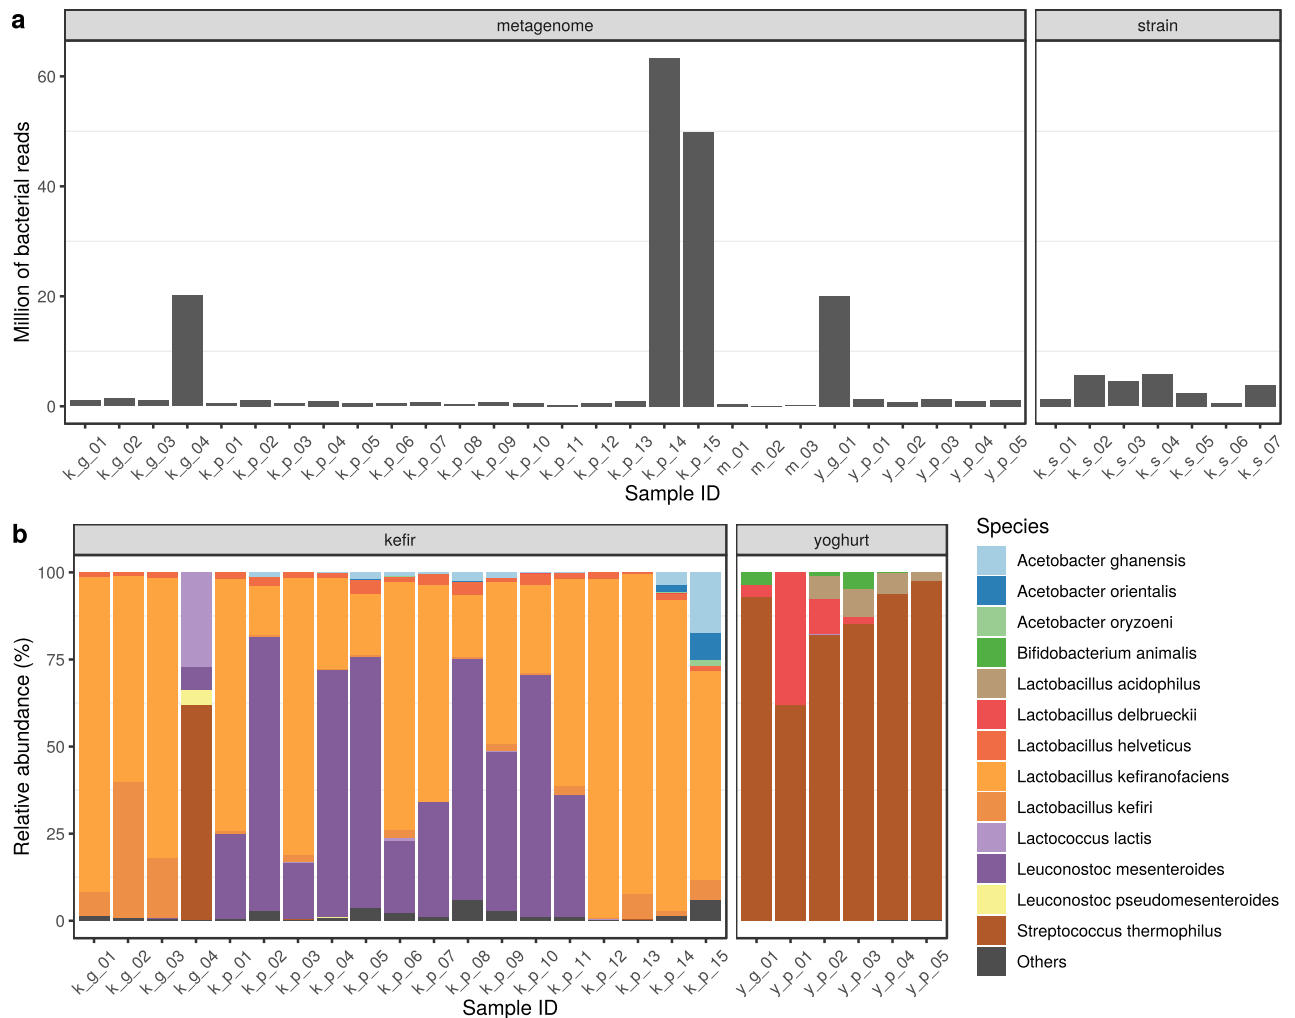 a
metagenome
strain
Million of bacterial reads
60
40
20
0
k_g_01 k_g_02 k_g_03 k_g_04 k_p_01 k_p_02 k_p_03 k_p_04 k_p_05 k_p_06 k_p_07 k_p_08 k_p_09 k_p_10 k_p_11 k_p_12 k_p_13 k_p_14 k_p_15 m_01 m_02 m_03 y_g_01 y_p_01 y_p_02 y_p_03 y_p_04 y_p_05
k_s_01 k_s_02 k_s_03 k_s_04 k_s_05 k_s_06 k_s_07
Sample ID
b
kefir
yoghurt
Relative abundance (%)
100
75
50
25
0
k_g_01 k_g_02 k_g_03 k_g_04 k_p_01 k_p_02 k_p_03 k_p_04 k_p_05 k_p_06 k_p_07 k_p_08 k_p_09 k_p_10 k_p_11 k_p_12 k_p_13 k_p_14 k_p_15
y_g_01 y_p_01 y_p_02 y_p_03 y_p_04 y_p_05
Sample ID
Species
Acetobacter ghanensis
Acetobacter orientalis
Acetobacter oryzoeni
Bifidobacterium animalis
Lactobacillus acidophilus
Lactobacillus delbrueckii
Lactobacillus helveticus
Lactobacillus kefiranofaciens
Lactobacillus kefiri
Lactococcus lactis
Leuconostoc mesenteroides
Leuconostoc pseudomesenteroides
Streptococcus thermophilus
Others